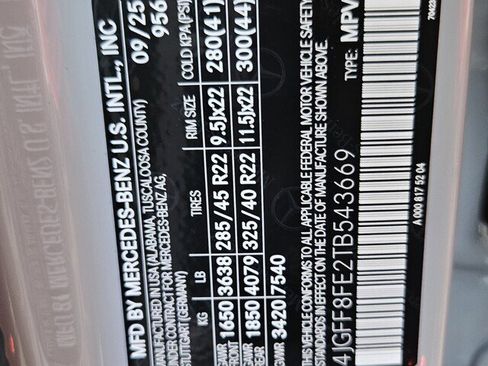 MFD BY MERCEDES-BENZ U.S. INTL., INC
MANUFACTURED IN USA (ALABAMA, TUSCALOOSA COUNTY)
UNDER CONTRACT FOR MERCEDES-BENZ AG,
STUTTGART (GERMANY)
09/25
956
KG LB TIRES RIM SIZE COLD KPA (PSI)
GAWR FRONT 1650 3638 285/45 R22 9.5Jx22 280(41)
GAWR REAR 1850 4079 325/40 R22 11.5Jx22 300(44)
GVWR 3420 7540
THIS VEHICLE CONFORMS TO ALL APPLICABLE FEDERAL MOTOR VEHICLE SAFETY
STANDARDS IN EFFECT ON THE DATE OF MANUFACTURE SHOWN ABOVE.
4JGFF8FE2TB543669
TYPE: MPV
A 000 817 52 04
70423